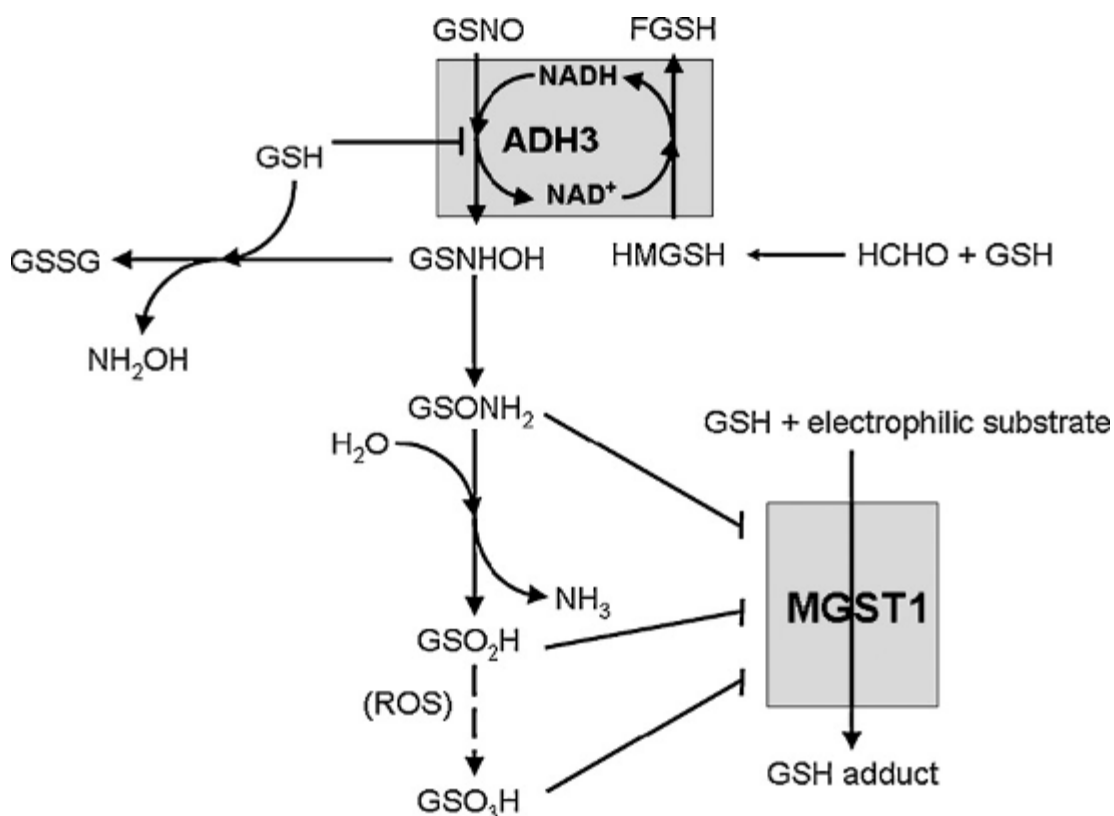 GSNO
FGSH
NADH
ADH3
GSH
NAD⁺
GSSG
GSNHOH
HMGSH
HCHO + GSH
NH₂OH
GSONH₂
GSH + electrophilic substrate
H₂O
MGST1
NH₃
GSO₂H
(ROS)
GSH adduct
GSO₃H